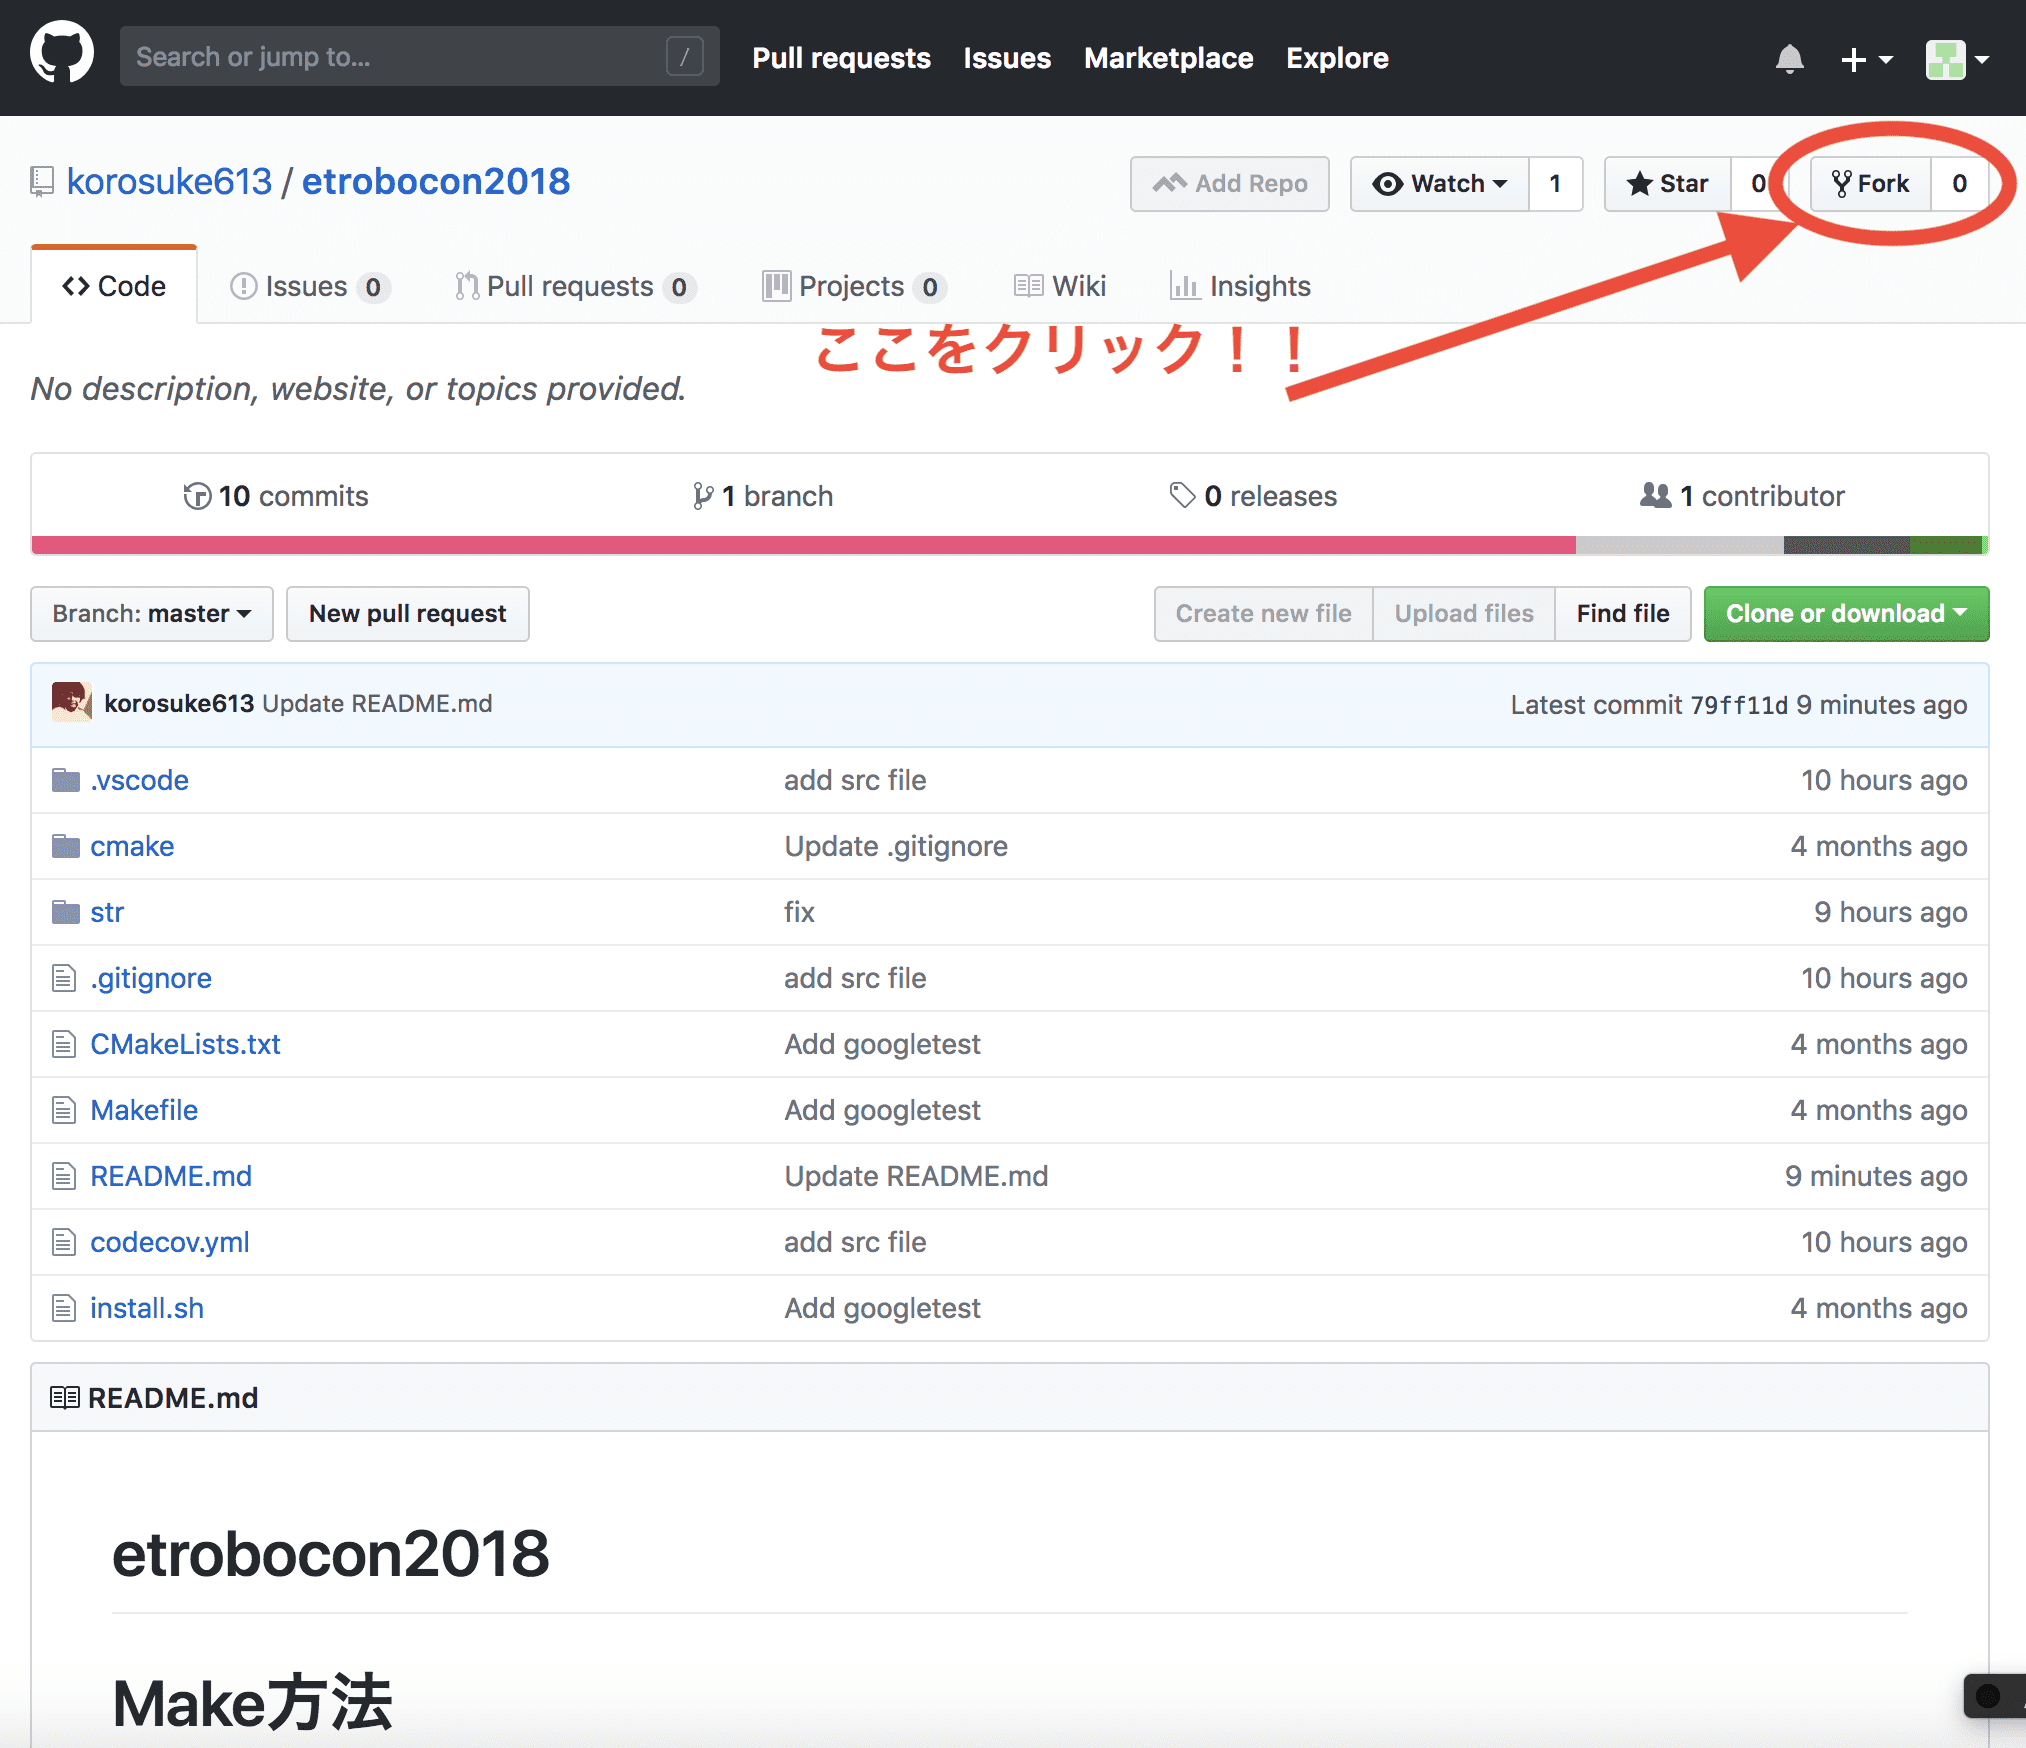 Search or jump to... /
Pull requests Issues Marketplace Explore
korosuke613 / etrobocon2018
Add Repo Watch 1 Star 0 Fork 0
Code Issues 0 Pull requests 0 Projects 0 Wiki Insights
ここをクリック！！
No description, website, or topics provided.
10 commits 1 branch 0 releases 1 contributor
Branch: master New pull request Create new file Upload files Find file Clone or download
korosuke613 Update README.md Latest commit 79ff11d 9 minutes ago
.vscode add src file 10 hours ago
cmake Update .gitignore 4 months ago
str fix 9 hours ago
.gitignore add src file 10 hours ago
CMakeLists.txt Add googletest 4 months ago
Makefile Add googletest 4 months ago
README.md Update README.md 9 minutes ago
codecov.yml add src file 10 hours ago
install.sh Add googletest 4 months ago
README.md
etrobocon2018
Make方法